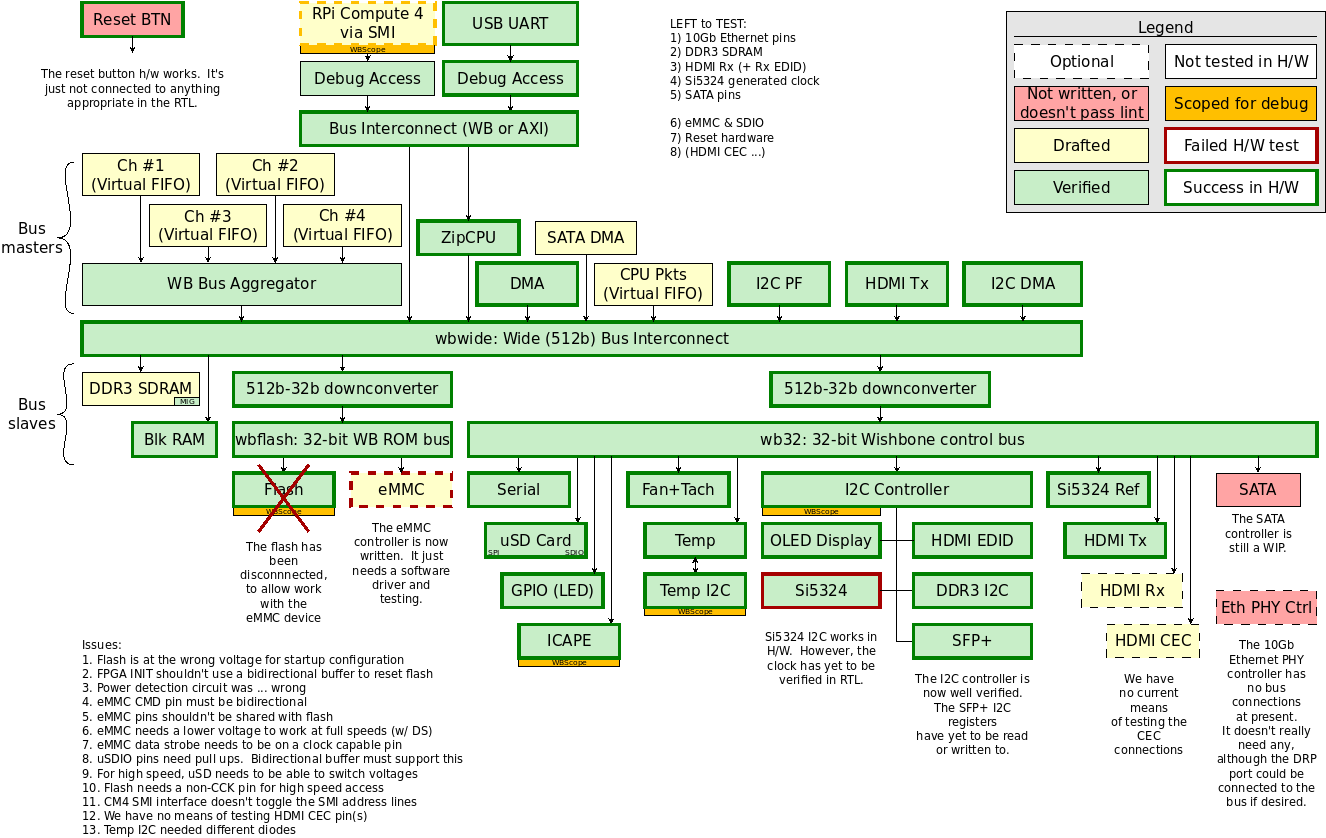 Reset BTN
The reset button h/w works.  It's
just not connected to anything
appropriate in the RTL.
RPi Compute 4
via SMI
WBScope
USB UART
Debug Access
Debug Access
Bus Interconnect (WB or AXI)
LEFT to TEST:
1) 10Gb Ethernet pins
2) DDR3 SDRAM
3) HDMI Rx (+ Rx EDID)
4) Si5324 generated clock
5) SATA pins
6) eMMC & SDIO
7) Reset hardware
8) (HDMI CEC ...)
Legend
Optional
Not tested in H/W
Not written, or
doesn't pass lint
Scoped for debug
Drafted
Failed H/W test
Verified
Success in H/W
Bus
masters
Ch #1
(Virtual FIFO)
Ch #2
(Virtual FIFO)
Ch #3
(Virtual FIFO)
Ch #4
(Virtual FIFO)
WB Bus Aggregator
ZipCPU
SATA DMA
DMA
CPU Pkts
(Virtual FIFO)
I2C PF
HDMI Tx
I2C DMA
wbwide: Wide (512b) Bus Interconnect
Bus
slaves
DDR3 SDRAM
MIG
512b-32b downconverter
512b-32b downconverter
Blk RAM
wbflash: 32-bit WB ROM bus
wb32: 32-bit Wishbone control bus
Flash
WBScope
The flash has
been
disconnnected,
to allow work
with the
eMMC device
eMMC
The eMMC
controller is now
written.  It just
needs a software
driver and
testing.
Serial
uSD Card
SPI
SDIO
GPIO (LED)
ICAPE
WBScope
Fan+Tach
Temp
Temp I2C
WBScope
I2C Controller
WBScope
OLED Display
HDMI EDID
Si5324
DDR3 I2C
SFP+
Si5324 I2C works in
H/W.  However, the
clock has yet to be
verified in RTL.
The I2C controller is
now well verified.
The SFP+ I2C
registers
have yet to be read
or written to.
Si5324 Ref
HDMI Tx
HDMI Rx
HDMI CEC
We have
no current
means
of testing the
CEC
connections
SATA
The SATA
controller is
still a WIP.
Eth PHY Ctrl
The 10Gb
Ethernet PHY
controller has
no bus
connections
at present.
It doesn't really
need any,
although the DRP
port could be
connected to the
bus if desired.
Issues:
1. Flash is at the wrong voltage for startup configuration
2. FPGA INIT shouldn't use a bidirectional buffer to reset flash
3. Power detection circuit was ... wrong
4. eMMC CMD pin must be bidirectional
5. eMMC pins shouldn't be shared with flash
6. eMMC needs a lower voltage to work at full speeds (w/ DS)
7. eMMC data strobe needs to be on a clock capable pin
8. uSDIO pins need pull ups.  Bidirectional buffer must support this
9. For high speed, uSD needs to be able to switch voltages
10. Flash needs a non-CCK pin for high speed access
11. CM4 SMI interface doesn't toggle the SMI address lines
12. We have no means of testing HDMI CEC pin(s)
13. Temp I2C needed different diodes